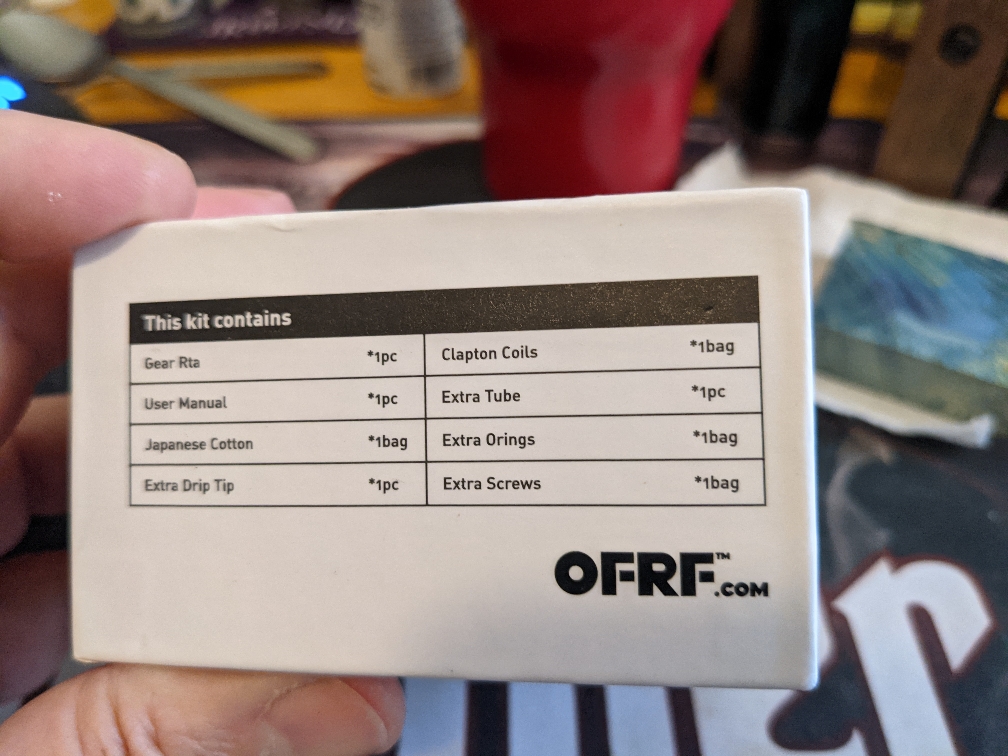 This kit contains
Gear Rta *1pc Clapton Coils *1bag
User Manual *1pc Extra Tube *1pc
Japanese Cotton *1bag Extra Orings *1bag
Extra Drip Tip *1pc Extra Screws *1bag
OFRF™.COM